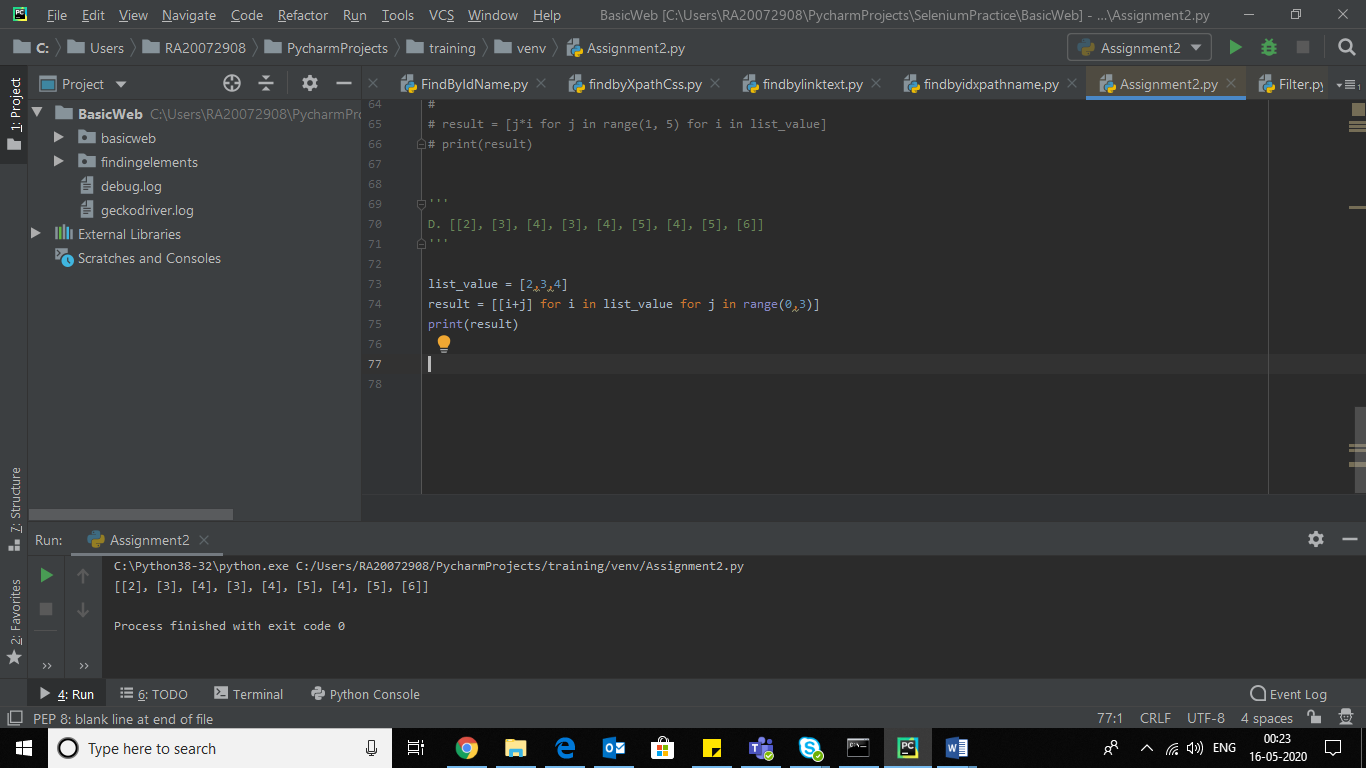 File Edit View Navigate Code Refactor Run Tools VCS Window Help BasicWeb [C:\Users\RA20072908\PycharmProjects\SeleniumPractice\BasicWeb] - ...\Assignment2.py
C: Users RA20072908 PycharmProjects training venv Assignment2.py Assignment2
1: Project
Project
FindByIdName.py findbyXpathCss.py findbylinktext.py findbyidxpathname.py Assignment2.py Filter.py
BasicWeb C:\Users\RA20072908\PycharmPr
basicweb
findingelements
debug.log
geckodriver.log
External Libraries
Scratches and Consoles
64 #
65 # result = [j*i for j in range(1, 5) for i in list_value]
66 # print(result)
67
68
69 '''
70 D. [[2], [3], [4], [3], [4], [5], [4], [5], [6]]
71 '''
72
73 list_value = [2,3,4]
74 result = [[i+j] for i in list_value for j in range(0,3)]
75 print(result)
76
77
78
7: Structure
2: Favorites
Run: Assignment2
C:\Python38-32\python.exe C:/Users/RA20072908/PycharmProjects/training/venv/Assignment2.py
[[2], [3], [4], [3], [4], [5], [4], [5], [6]]
Process finished with exit code 0
4: Run 6: TODO Terminal Python Console Event Log
PEP 8: blank line at end of file 77:1 CRLF UTF-8 4 spaces
Type here to search
ENG
00:23
16-05-2020